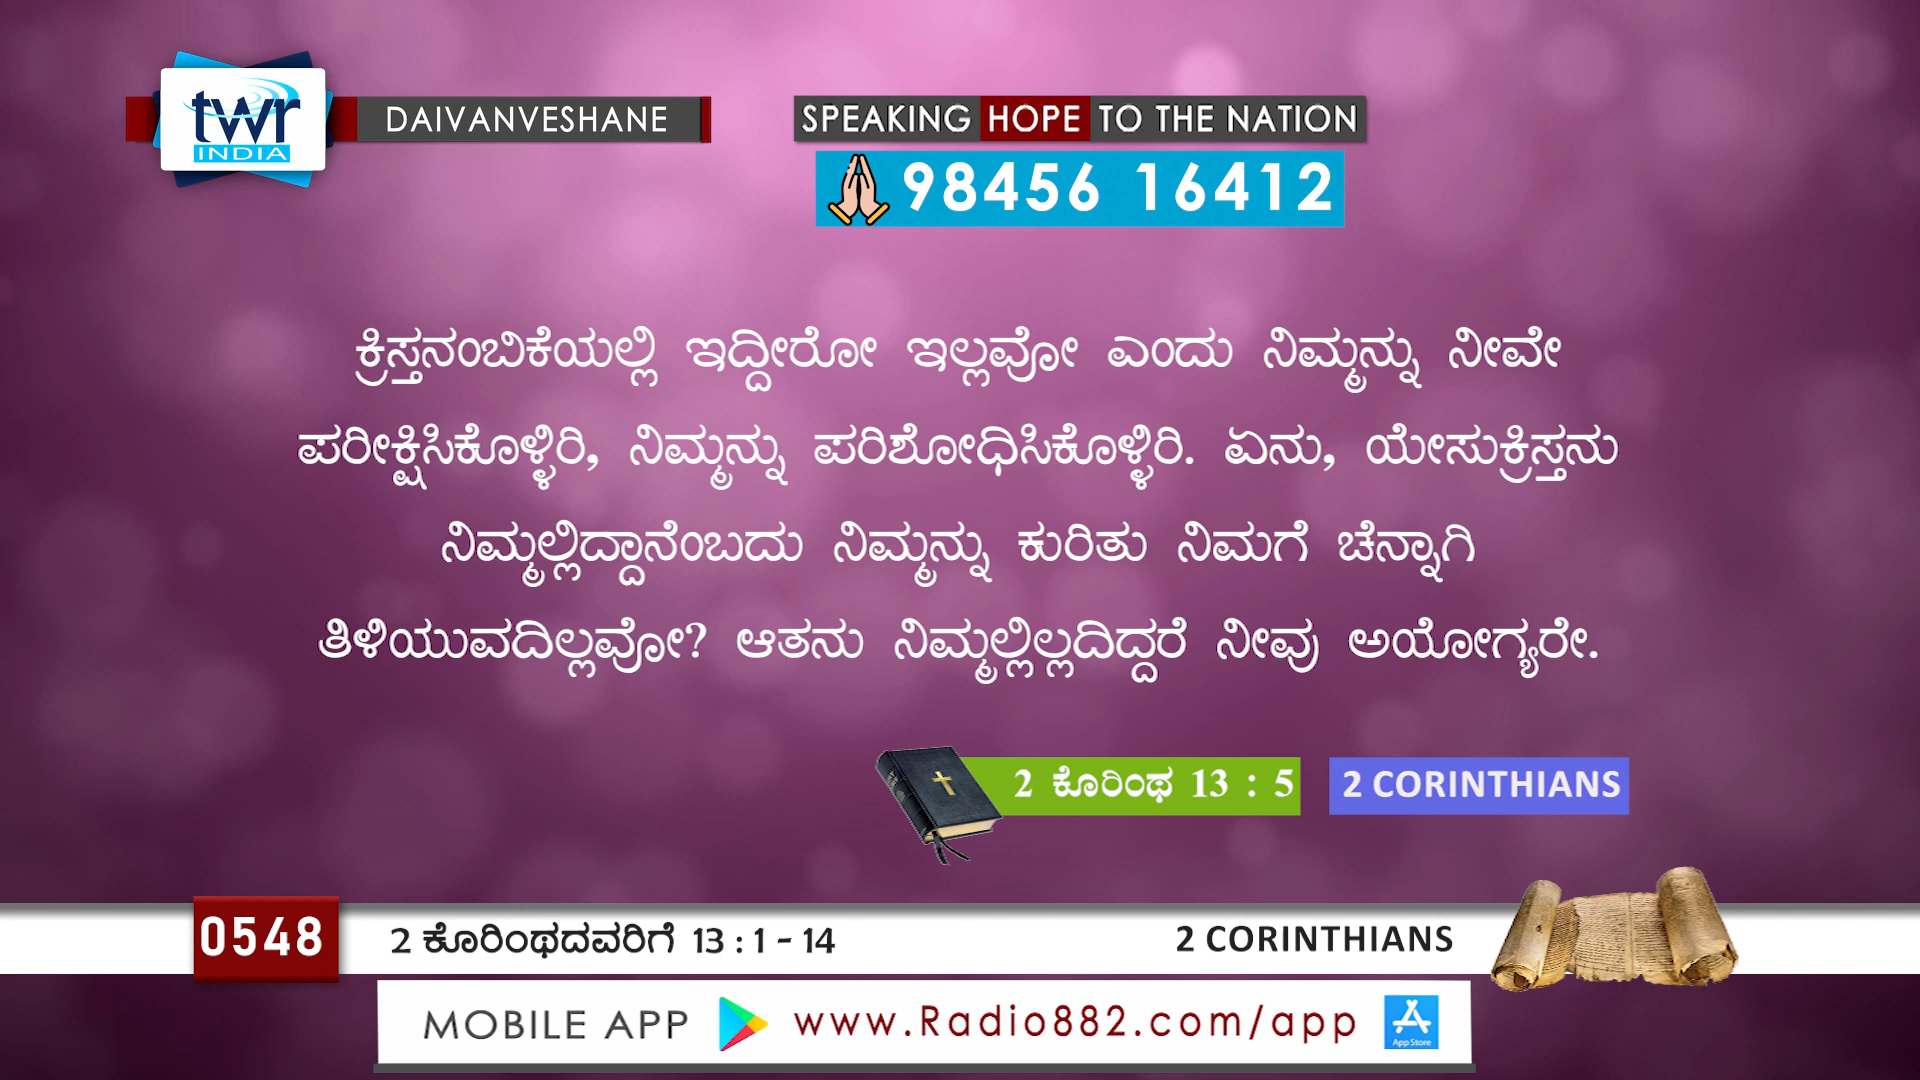 twr
INDIA
DAIVANVESHANE
SPEAKING HOPE TO THE NATION
98456 16412
ಕ್ರಿಸ್ತನಂಬಿಕೆಯಲ್ಲಿ ಇದ್ದೀರೋ ಇಲ್ಲವೋ ಎಂದು ನಿಮ್ಮನ್ನು ನೀವೇ
ಪರೀಕ್ಷಿಸಿಕೊಳ್ಳಿರಿ, ನಿಮ್ಮನ್ನು ಪರಿಶೋಧಿಸಿಕೊಳ್ಳಿರಿ. ಏನು, ಯೇಸುಕ್ರಿಸ್ತನು
ನಿಮ್ಮಲ್ಲಿದ್ದಾನೆಂಬದು ನಿಮ್ಮನ್ನು ಕುರಿತು ನಿಮಗೆ ಚೆನ್ನಾಗಿ
ತಿಳಿಯುವದಿಲ್ಲವೋ? ಆತನು ನಿಮ್ಮಲ್ಲಿಲ್ಲದಿದ್ದರೆ ನೀವು ಅಯೋಗ್ಯರೇ.
2 ಕೊರಿಂಥ 13 : 5
2 CORINTHIANS
0548
2 ಕೊರಿಂಥದವರಿಗೆ 13 : 1 - 14
2 CORINTHIANS
MOBILE APP
www.Radio882.com/app
App Store